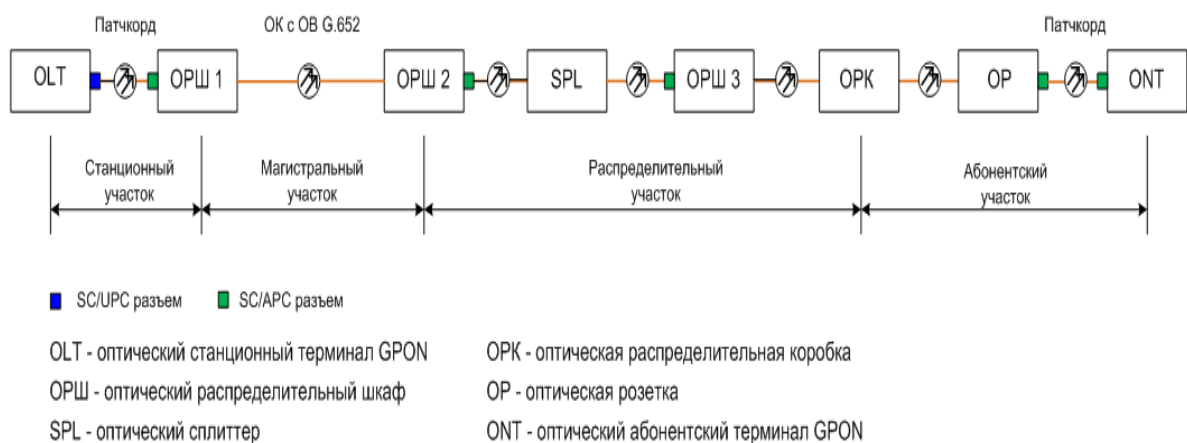 Патчкорд
ОК с ОВ G.652
Патчкорд
OLT
ОРШ 1
ОРШ 2
SPL
ОРШ 3
ОРК
ОР
ONT
Станционный
участок
Магистральный
участок
Распределительный
участок
Абонентский
участок
SC/UPC разъем
SC/APC разъем
OLT - оптический станционный терминал GPON
ОРК - оптическая распределительная коробка
ОРШ - оптический распределительный шкаф
ОР - оптическая розетка
SPL - оптический сплиттер
ONT - оптический абонентский терминал GPON